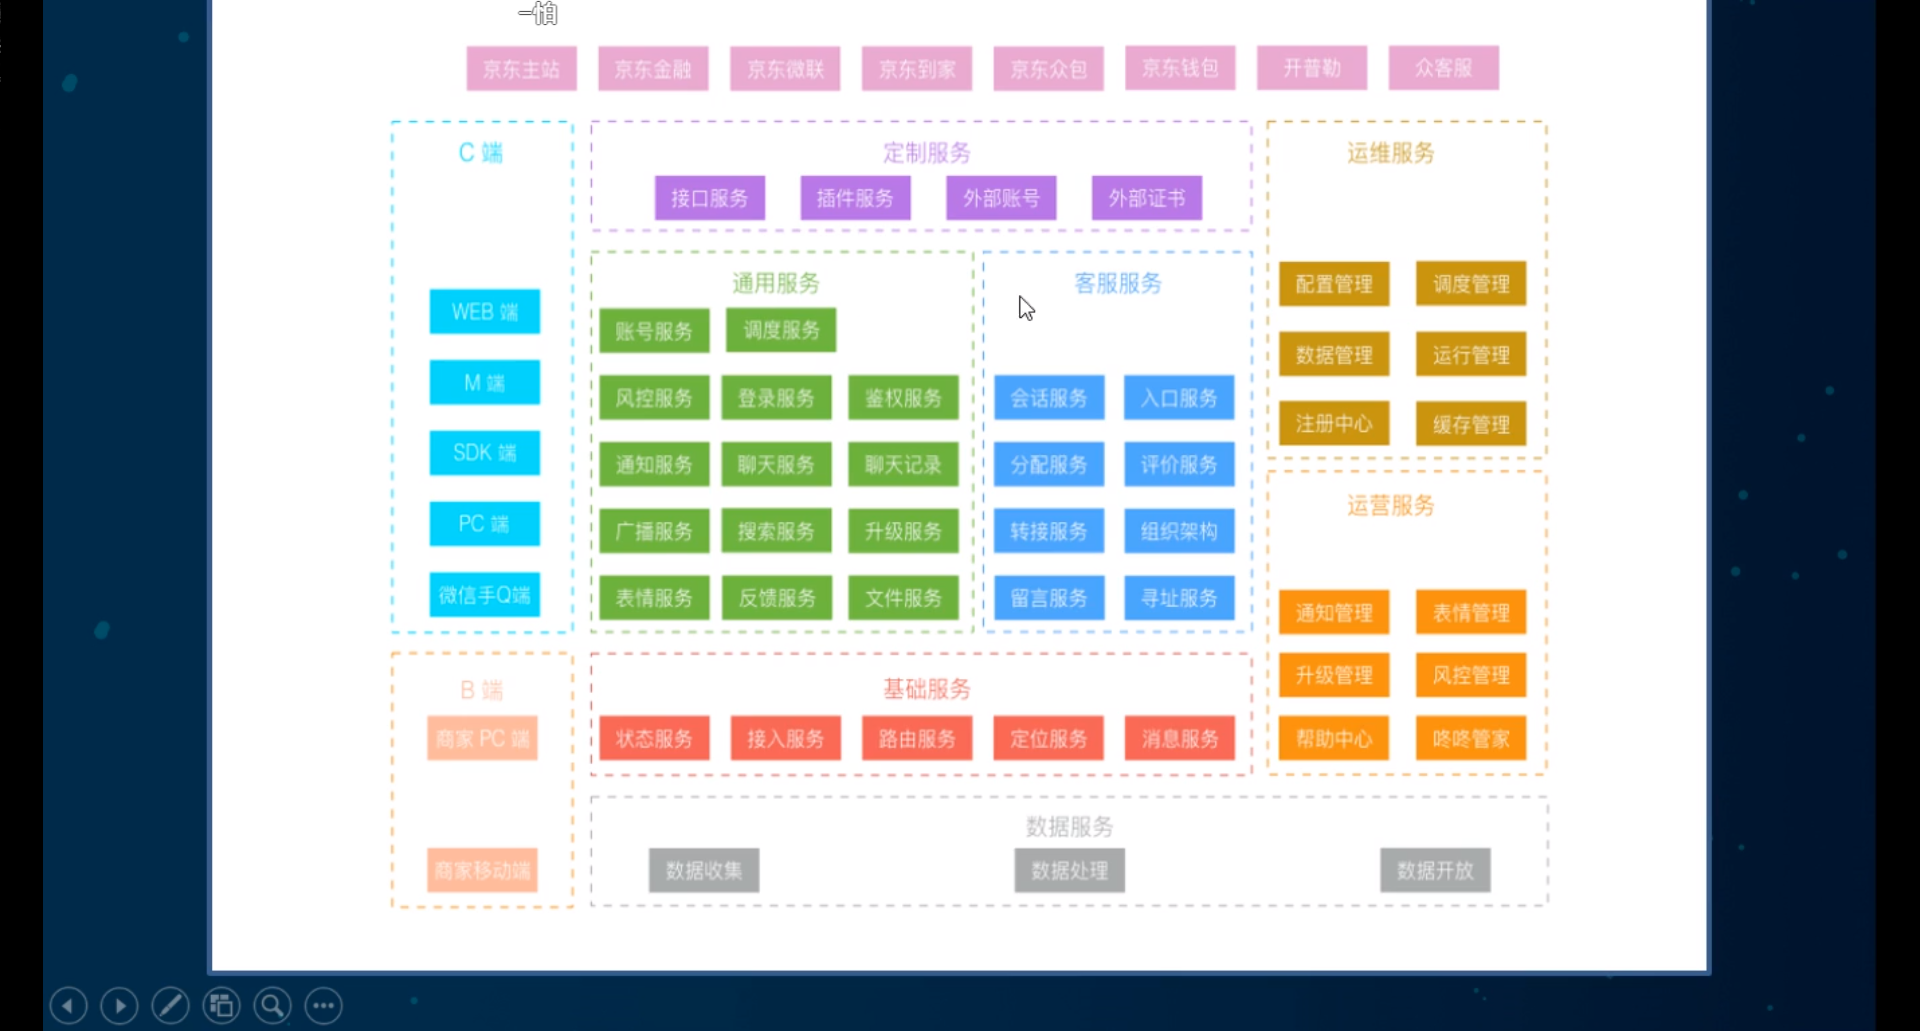 京东主站 京东金融 京东微联 京东到家 京东众包 京东钱包 开普勒 众客服
C 端
WEB 端
M 端
SDK 端
PC 端
微信手Q端
B 端
商家 PC 端
商家移动端
定制服务
接口服务 插件服务 外部账号 外部证书
通用服务
账号服务 调度服务
风控服务 登录服务 鉴权服务
通知服务 聊天服务 聊天记录
广播服务 搜索服务 升级服务
表情服务 反馈服务 文件服务
客服服务
会话服务 入口服务
分配服务 评价服务
转接服务 组织架构
留言服务 寻址服务
基础服务
状态服务 接入服务 路由服务 定位服务 消息服务
运维服务
配置管理 调度管理
数据管理 运行管理
注册中心 缓存管理
运营服务
通知管理 表情管理
升级管理 风控管理
帮助中心 咚咚管家
数据服务
数据收集 数据处理 数据开放